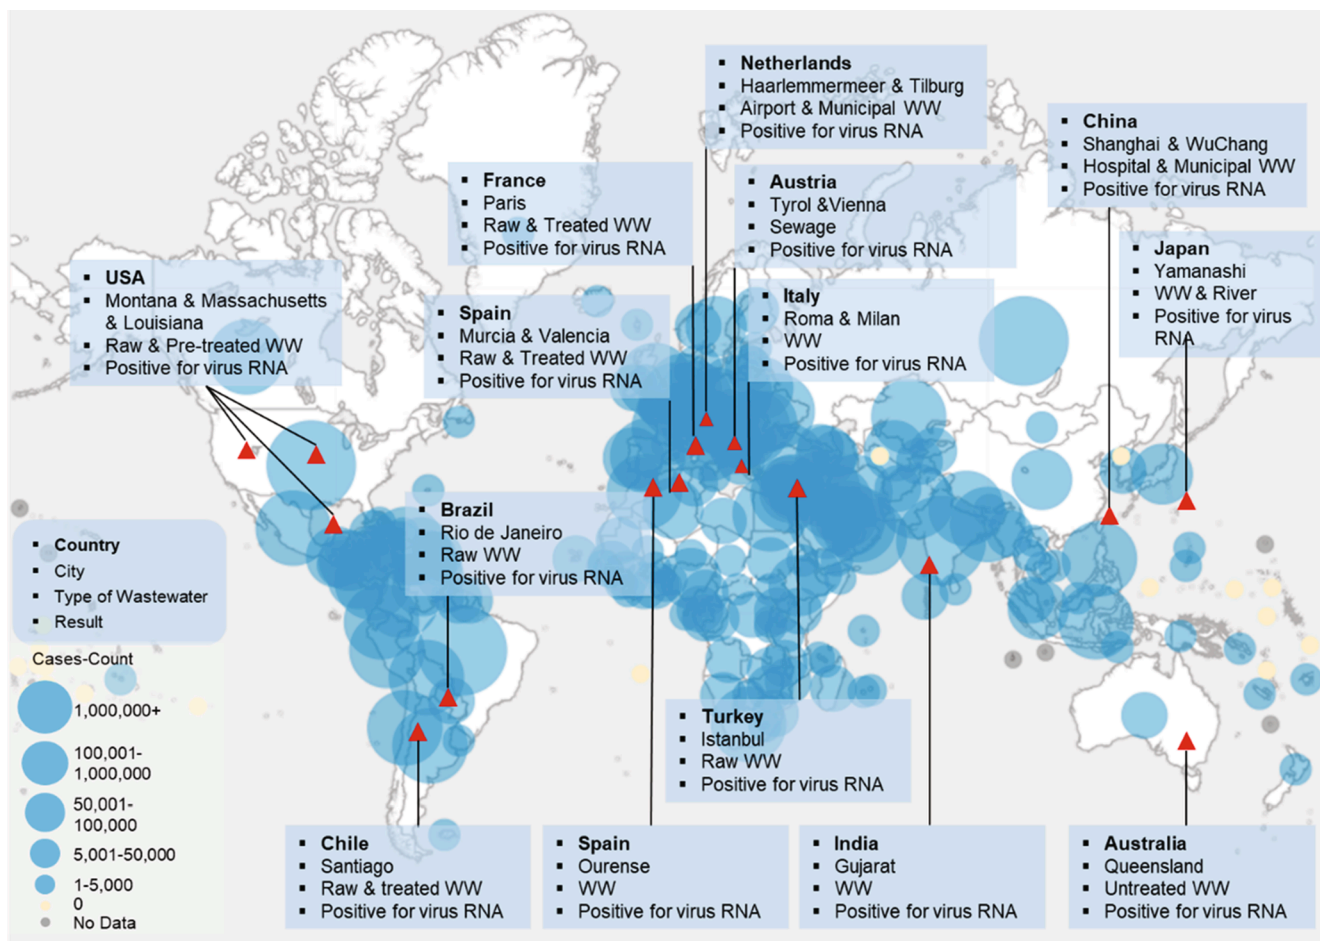 Netherlands
Haarlemmermeer & Tilburg
Airport & Municipal WW
Positive for virus RNA
China
Shanghai & WuChang
Hospital & Municipal WW
Positive for virus RNA
France
Paris
Raw & Treated WW
Positive for virus RNA
Austria
Tyrol &Vienna
Sewage
Positive for virus RNA
Japan
Yamanashi
WW & River
Positive for virus
RNA
USA
Montana & Massachusetts
& Louisiana
Raw & Pre-treated WW
Positive for virus RNA
Spain
Murcia & Valencia
Raw & Treated WW
Positive for virus RNA
Italy
Roma & Milan
WW
Positive for virus RNA
Brazil
Rio de Janeiro
Raw WW
Positive for virus RNA
Country
City
Type of Wastewater
Result
Cases-Count
1,000,000+
100,001-
1,000,000
50,001-
100,000
5,001-50,000
1-5,000
0
No Data
Turkey
Istanbul
Raw WW
Positive for virus RNA
Chile
Santiago
Raw & treated WW
Positive for virus RNA
Spain
Ourense
WW
Positive for virus RNA
India
Gujarat
WW
Positive for virus RNA
Australia
Queensland
Untreated WW
Positive for virus RNA